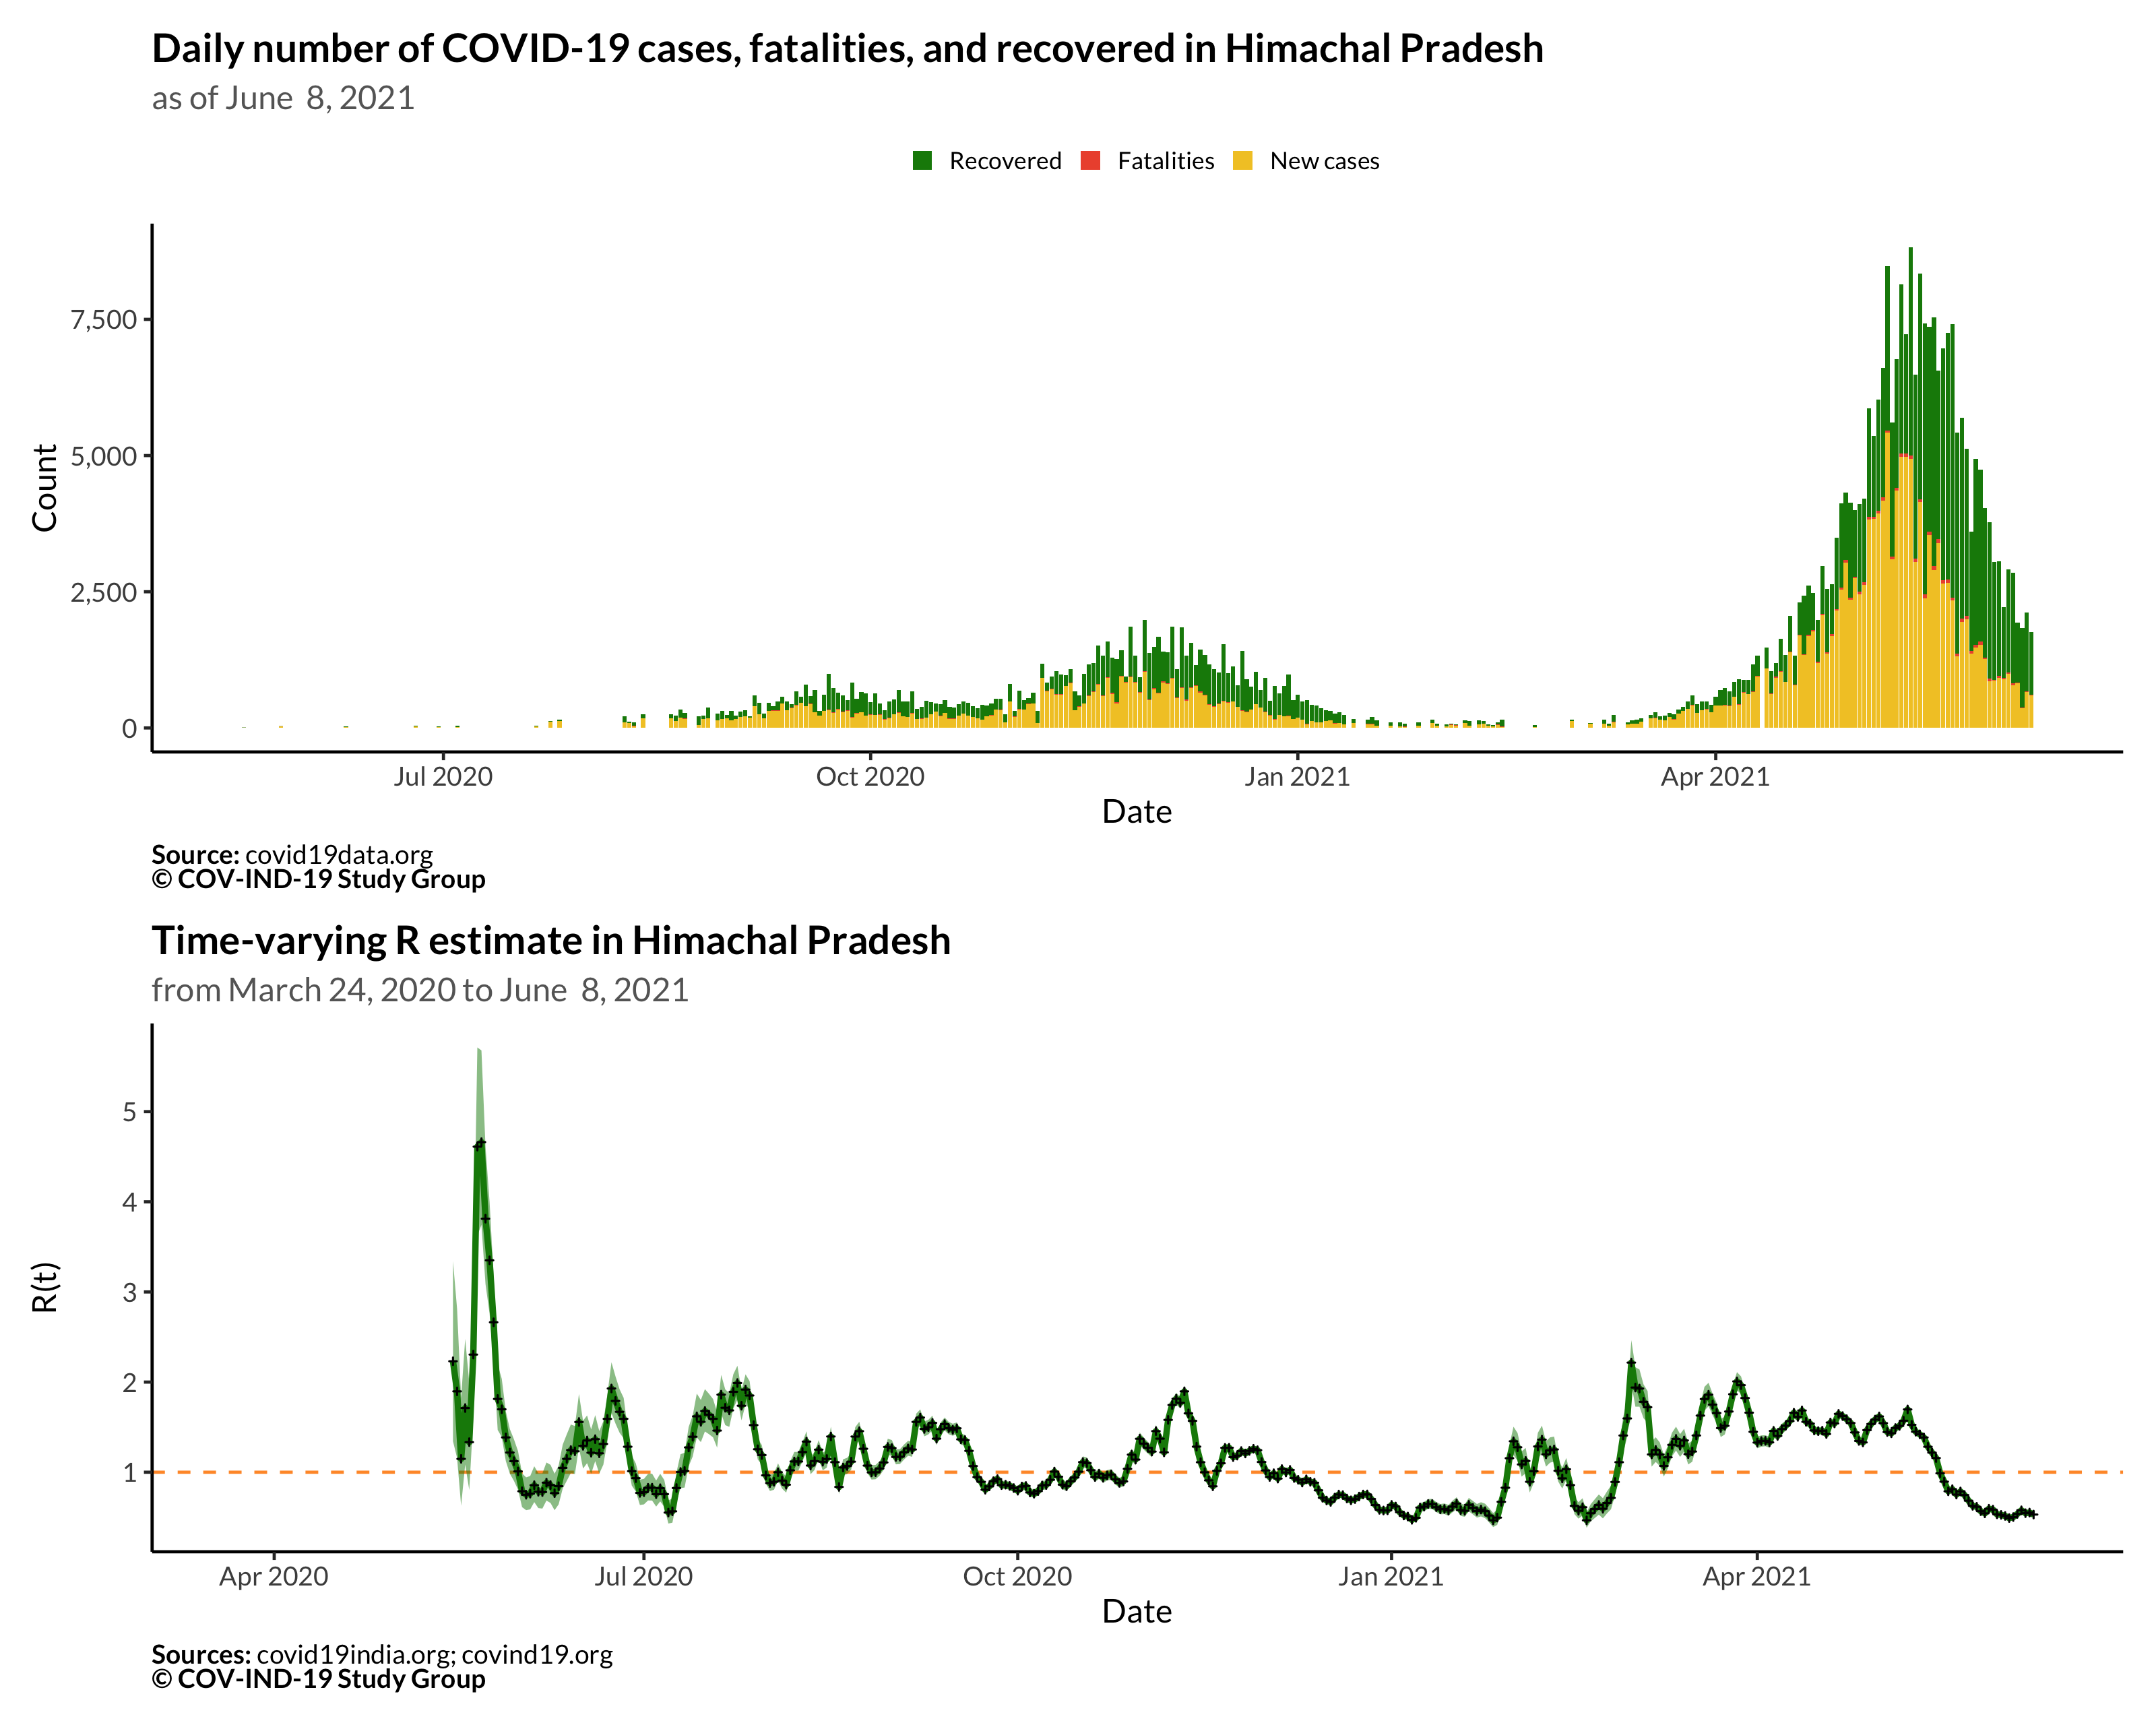 Daily number of COVID-19 cases, fatalities, and recovered in Himachal Pradesh
as of June  8, 2021
Recovered Fatalities New cases
7,500
5,000
2,500
0
Count
Jul 2020 Oct 2020 Jan 2021 Apr 2021
Date
Source: covid19data.org
© COV-IND-19 Study Group
Time-varying R estimate in Himachal Pradesh
from March 24, 2020 to June  8, 2021
5
4
3
2
1
R(t)
Apr 2020 Jul 2020 Oct 2020 Jan 2021 Apr 2021
Date
Sources: covid19india.org; covind19.org
© COV-IND-19 Study Group